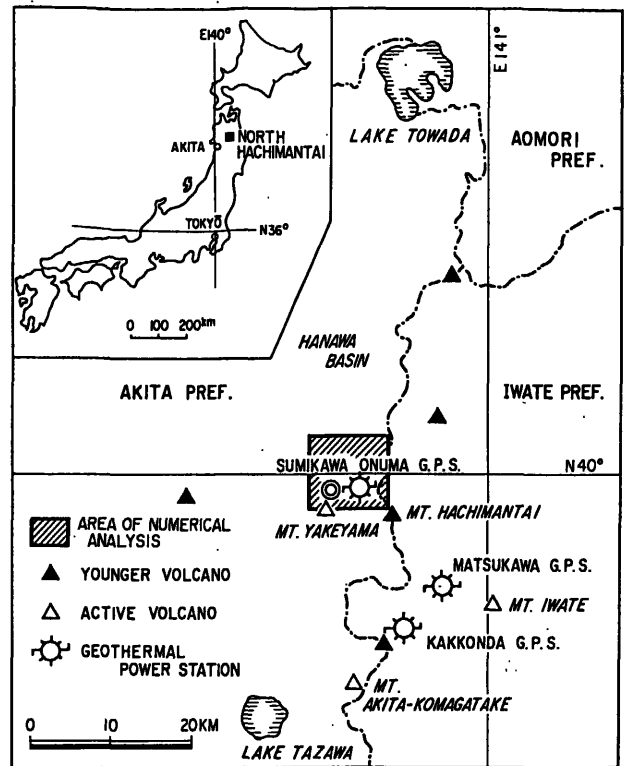 E140°
AKITA
NORTH
HACHIMANTAI
TOKYO
N36°
0 100 200km
E141°
LAKE TOWADA
AOMORI
PREF.
HANAWA
BASIN
AKITA PREF.
IWATE PREF.
SUMIKAWA ONUMA G.P.S.
N40°
MT. YAKEYAMA
MT. HACHIMANTAI
AREA OF NUMERICAL
ANALYSIS
YOUNGER VOLCANO
ACTIVE VOLCANO
GEOTHERMAL
POWER STATION
MATSUKAWA G.P.S.
MT. IWATE
KAKKONDA G.P.S.
MT.
AKITA-KOMAGATAKE
0 10 20KM
LAKE TAZAWA